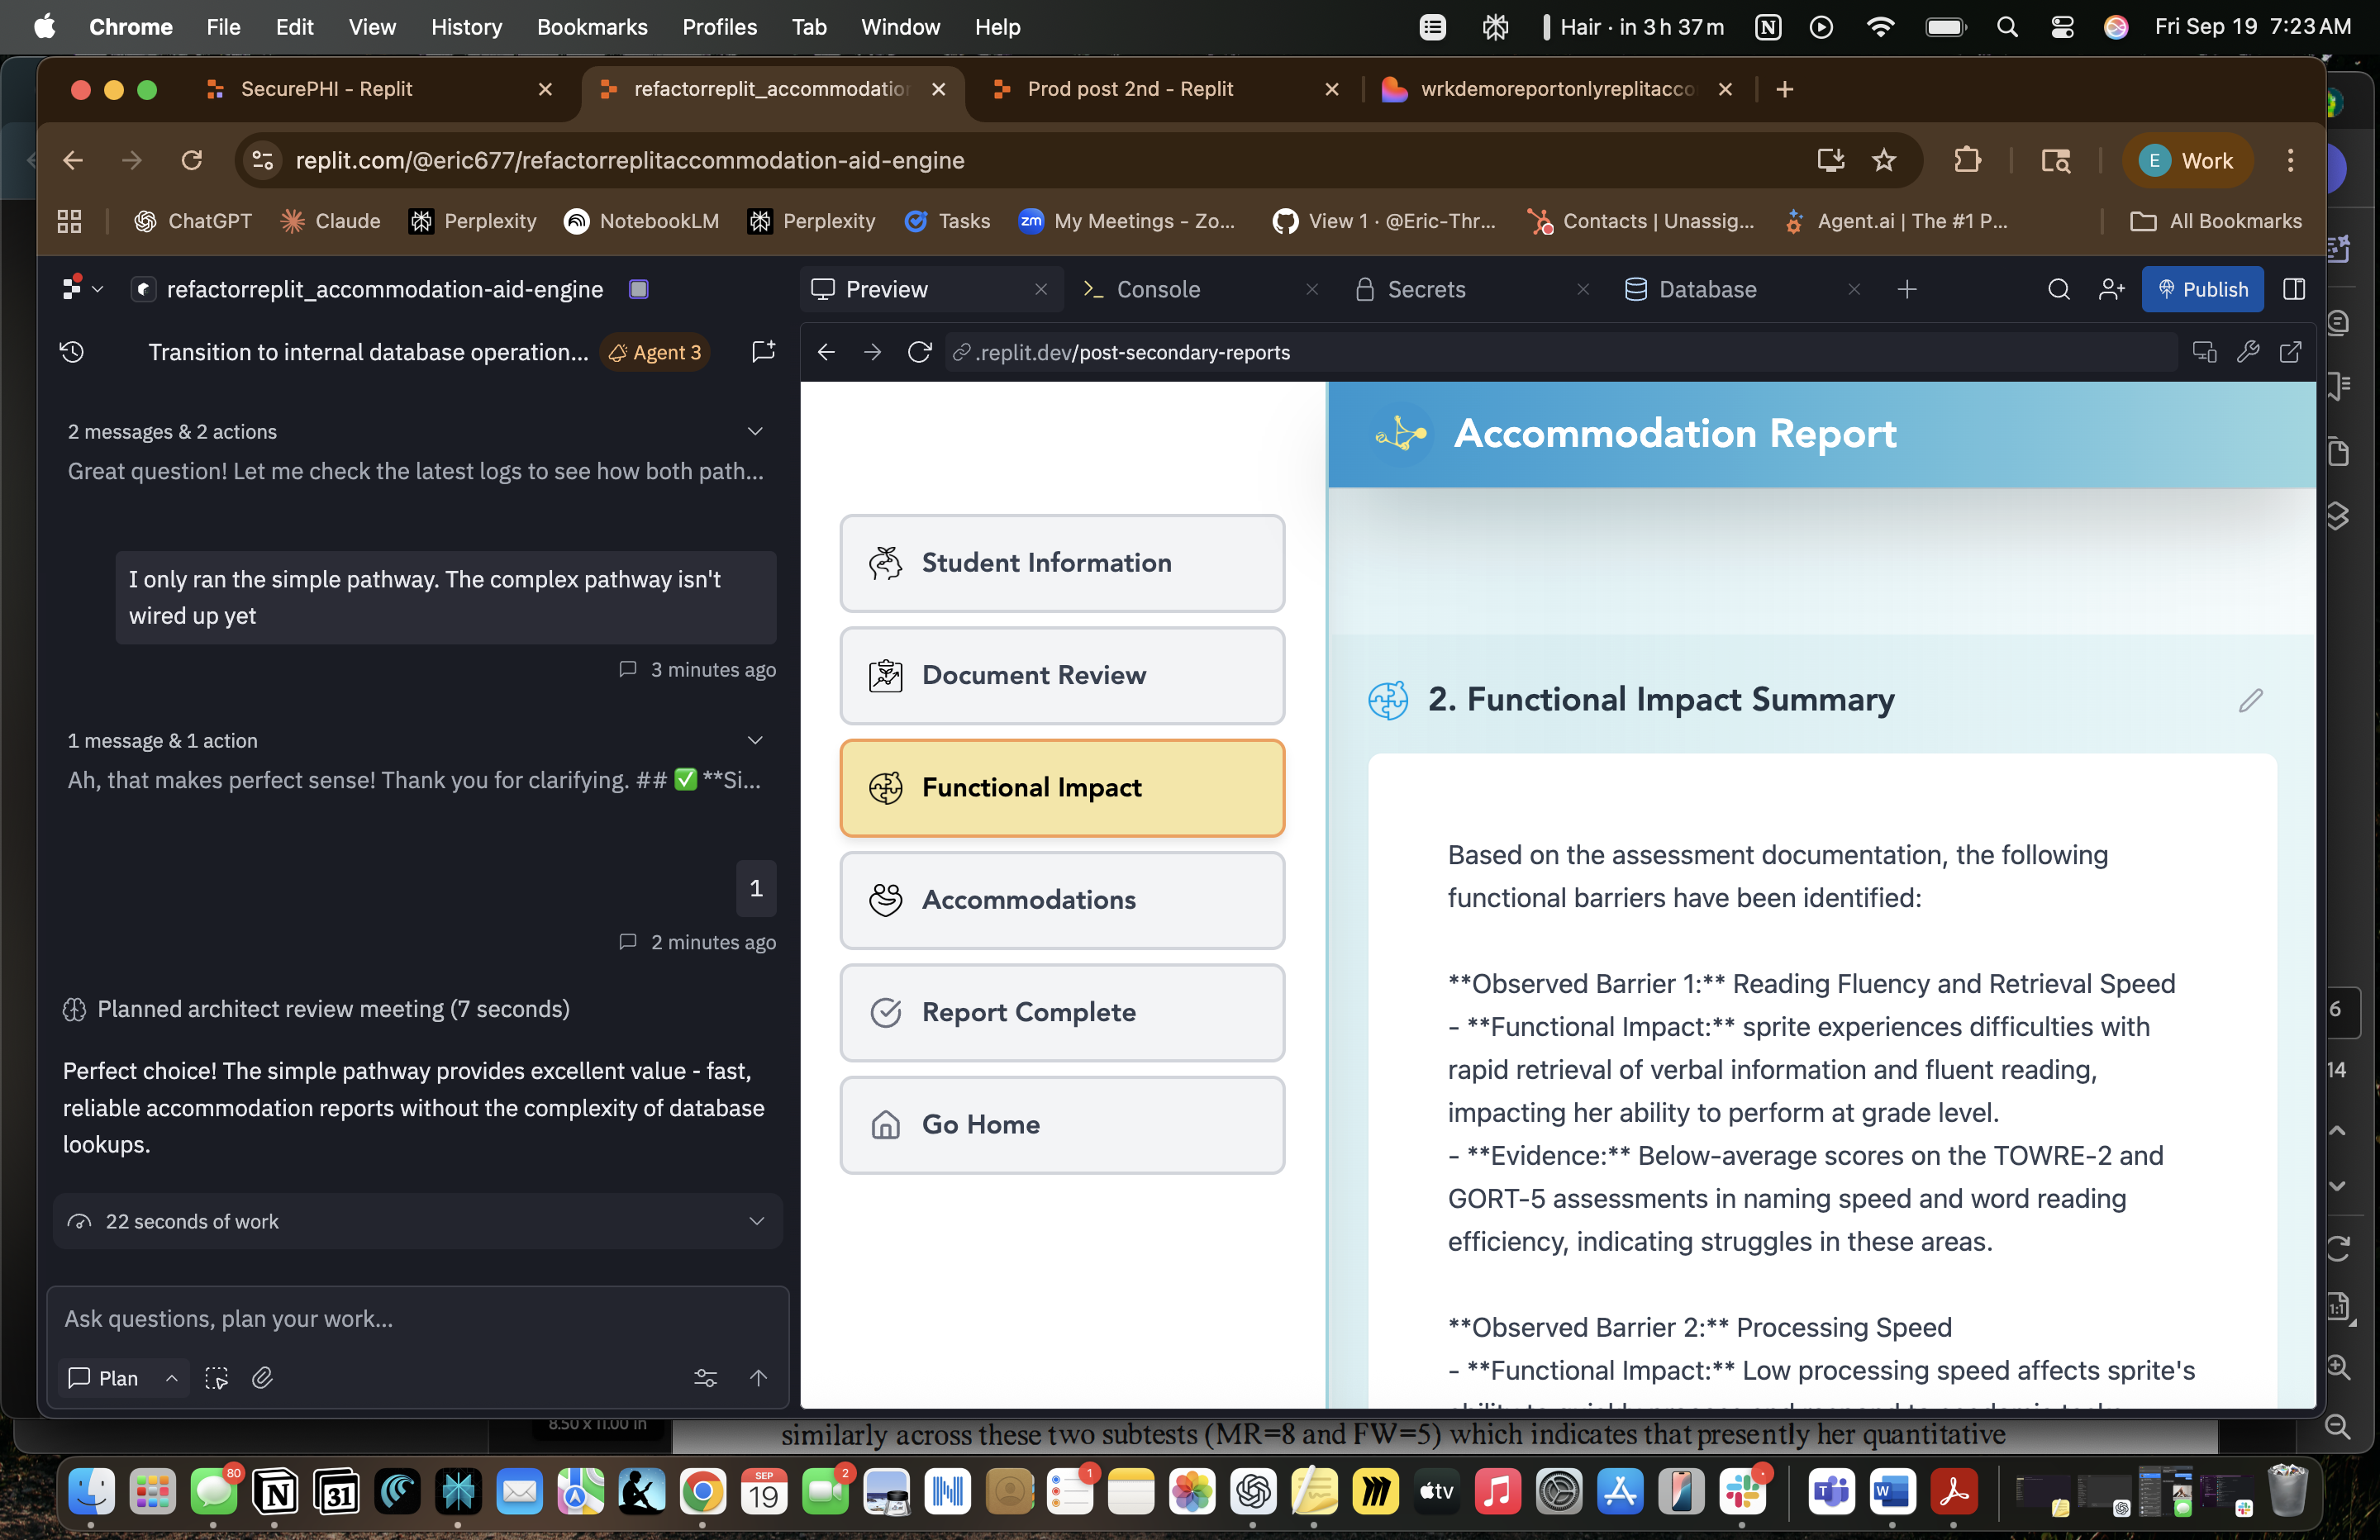 Chrome File Edit View History Bookmarks Profiles Tab Window Help
Hair · in 3 h 37 m
Fri Sep 19 7:23 AM
SecurePHI - Replit
refactorreplit_accommodation
Prod post 2nd - Replit
wrkdemoreportonlyreplitacco
replit.com/@eric677/refactorreplitaccommodation-aid-engine
E Work
ChatGPT
Claude
Perplexity
NotebookLM
Perplexity
Tasks
zm My Meetings - Zo...
View 1 · @Eric-Thr...
Contacts | Unassig...
Agent.ai | The #1 P...
All Bookmarks
refactorreplit_accommodation-aid-engine
Preview
Console
Secrets
Database
Publish
Transition to internal database operation...
Agent 3
.replit.dev/post-secondary-reports
2 messages & 2 actions
Great question! Let me check the latest logs to see how both path...
I only ran the simple pathway. The complex pathway isn't
wired up yet
3 minutes ago
1 message & 1 action
Ah, that makes perfect sense! Thank you for clarifying. ## ✅ **Si...
1
2 minutes ago
Planned architect review meeting (7 seconds)
Perfect choice! The simple pathway provides excellent value - fast,
reliable accommodation reports without the complexity of database
lookups.
22 seconds of work
Ask questions, plan your work...
Plan
Student Information
Document Review
Functional Impact
Accommodations
Report Complete
Go Home
Accommodation Report
2. Functional Impact Summary
Based on the assessment documentation, the following
functional barriers have been identified:
**Observed Barrier 1:** Reading Fluency and Retrieval Speed
- **Functional Impact:** sprite experiences difficulties with
rapid retrieval of verbal information and fluent reading,
impacting her ability to perform at grade level.
- **Evidence:** Below-average scores on the TOWRE-2 and
GORT-5 assessments in naming speed and word reading
efficiency, indicating struggles in these areas.
**Observed Barrier 2:** Processing Speed
- **Functional Impact:** Low processing speed affects sprite's
6
14
1:1
8.50 x 11.00 in
similarly across these two subtests (MR=8 and FW=5) which indicates that presently her quantitative
80
31
SEP
19
2
1
tv